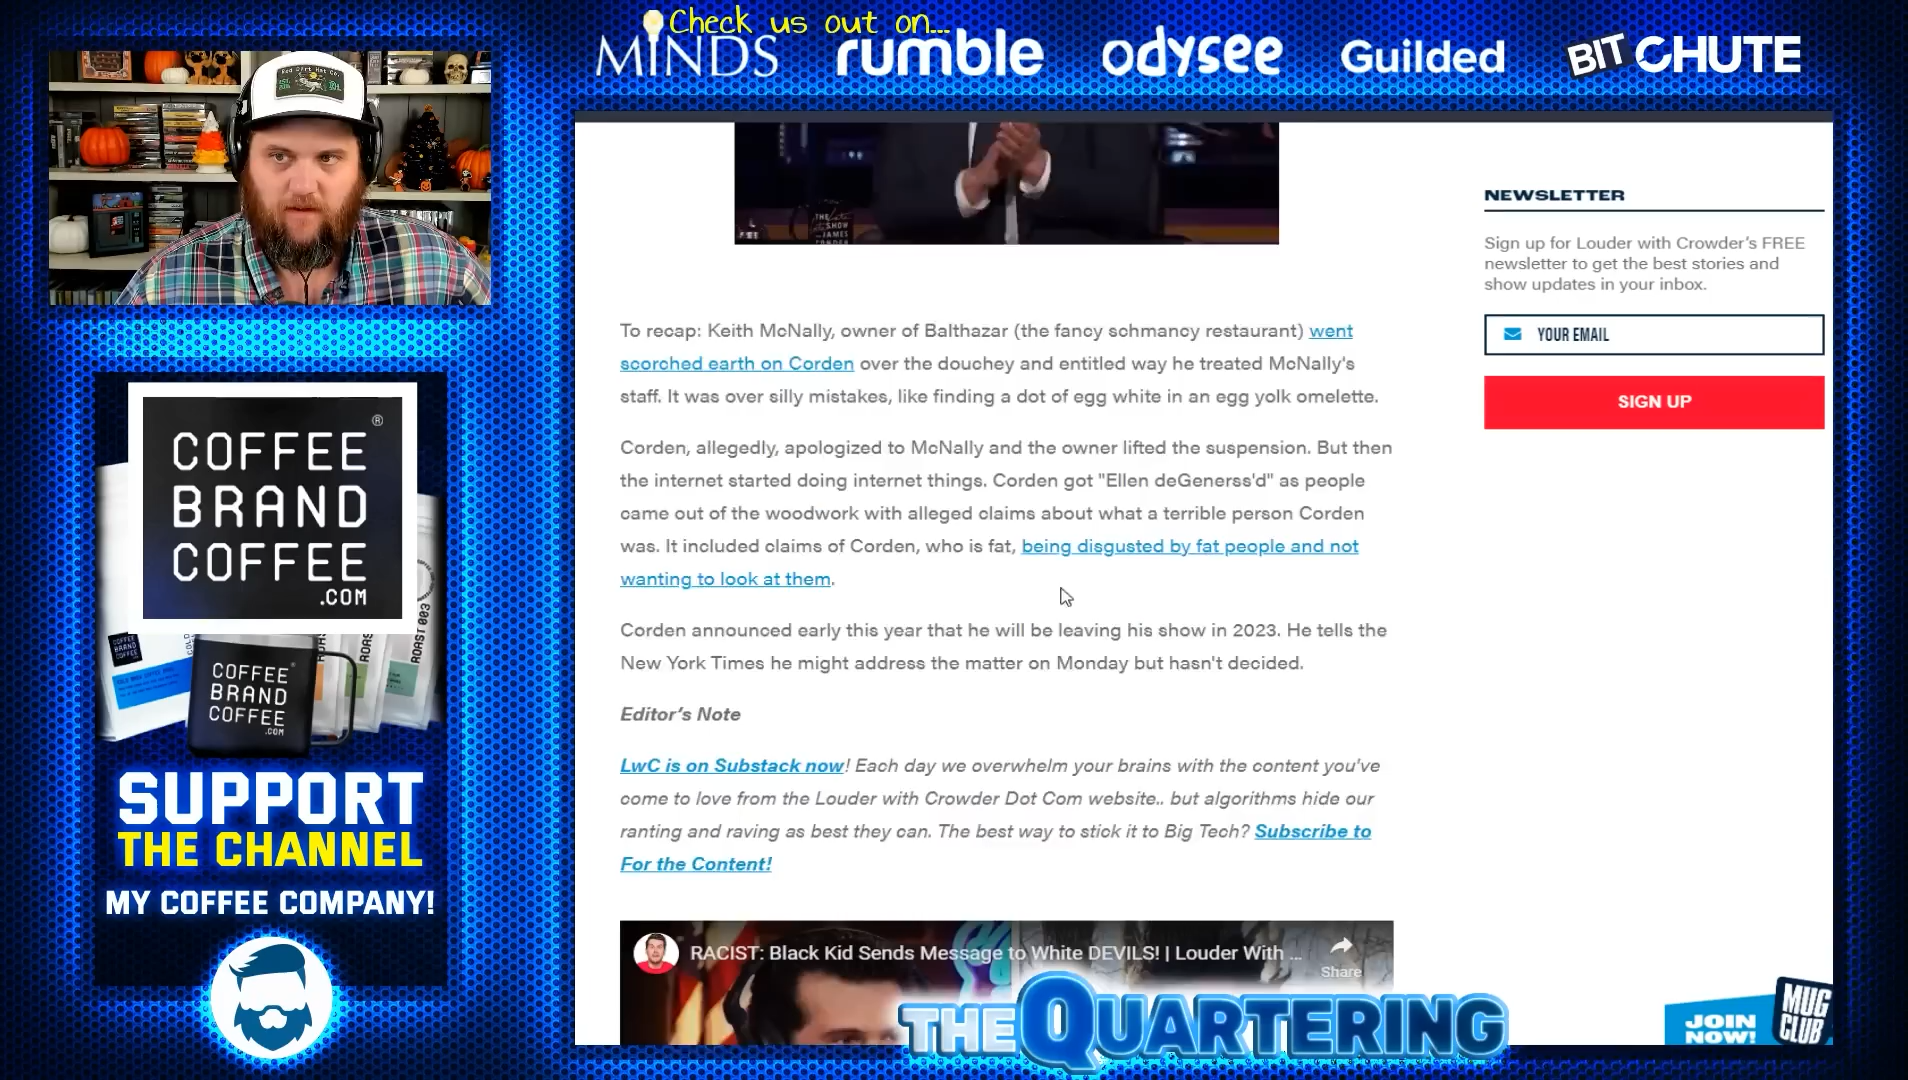 Check us out on...
MINDS
rumble
odysee
Guilded
BIT CHUTE
THE
SHOW
JAMES
CORDEN
NEWSLETTER
Sign up for Louder with Crowder's FREE
newsletter to get the best stories and
show updates in your inbox.
YOUR EMAIL
SIGN UP
To recap: Keith McNally, owner of Balthazar (the fancy schmancy restaurant) went
scorched earth on Corden over the douchey and entitled way he treated McNally's
staff. It was over silly mistakes, like finding a dot of egg white in an egg yolk omelette.
Corden, allegedly, apologized to McNally and the owner lifted the suspension. But then
the internet started doing internet things. Corden got "Ellen deGenerss'd" as people
came out of the woodwork with alleged claims about what a terrible person Corden
was. It included claims of Corden, who is fat, being disgusted by fat people and not
wanting to look at them.
Corden announced early this year that he will be leaving his show in 2023. He tells the
New York Times he might address the matter on Monday but hasn't decided.
Editor's Note
LwC is on Substack now! Each day we overwhelm your brains with the content you've
come to love from the Louder with Crowder Dot Com website.. but algorithms hide our
ranting and raving as best they can. The best way to stick it to Big Tech? Subscribe to
For the Content!
RACIST: Black Kid Sends Message to White DEVILS! | Louder With ...
Share
THE QUARTERING
JOIN
NOW!
MUG
CLUB
COFFEE ®
BRAND
COFFEE
.COM
ROAST 003
COFFEE ®
BRAND
COFFEE
.COM
SUPPORT
THE CHANNEL
MY COFFEE COMPANY!